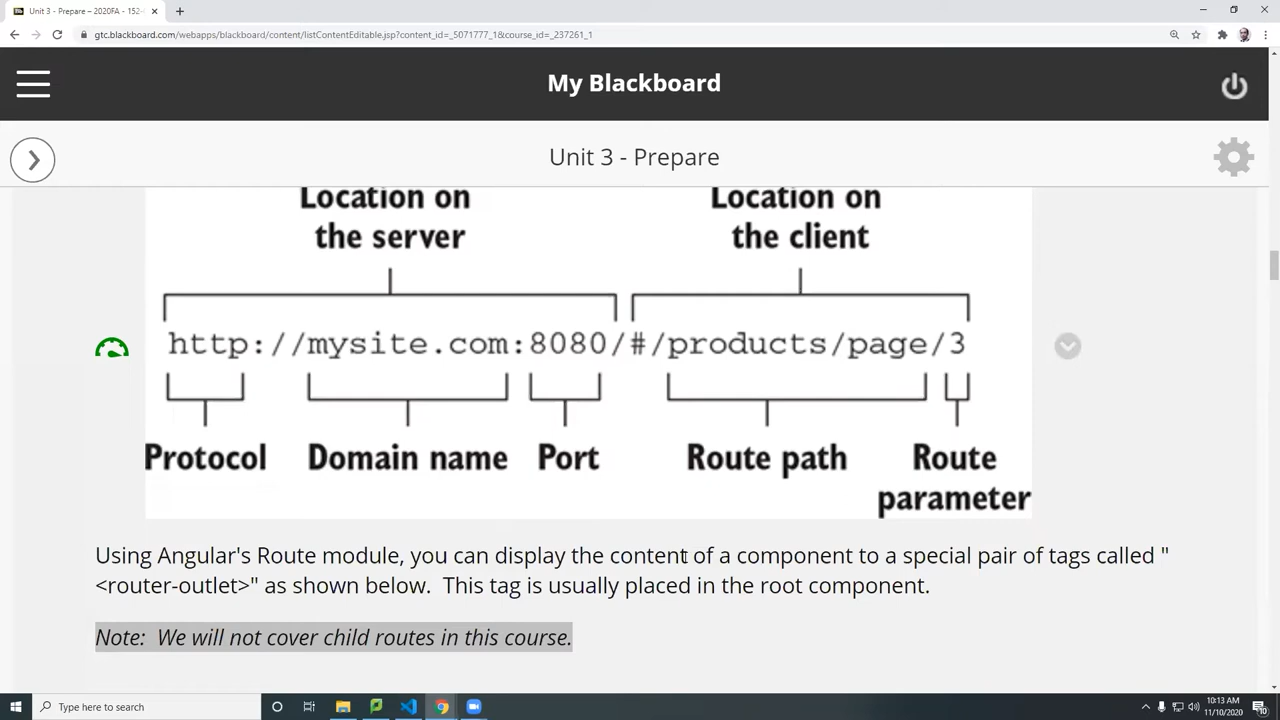 Unit 3 - Prepare – 2020FA - 152-
gtc.blackboard.com/webapps/blackboard/content/listContentEditable.jsp?content_id=_5071777_1&course_id=_237261_1
My Blackboard
Unit 3 - Prepare
Location on the server
Location on the client
http://mysite.com:8080/#/products/page/3
Protocol Domain name Port Route path Route parameter
Using Angular's Route module, you can display the content of a component to a special pair of tags called "
<router-outlet>" as shown below. This tag is usually placed in the root component.
Note: We will not cover child routes in this course.
Type here to search
10:13 AM
11/10/2020